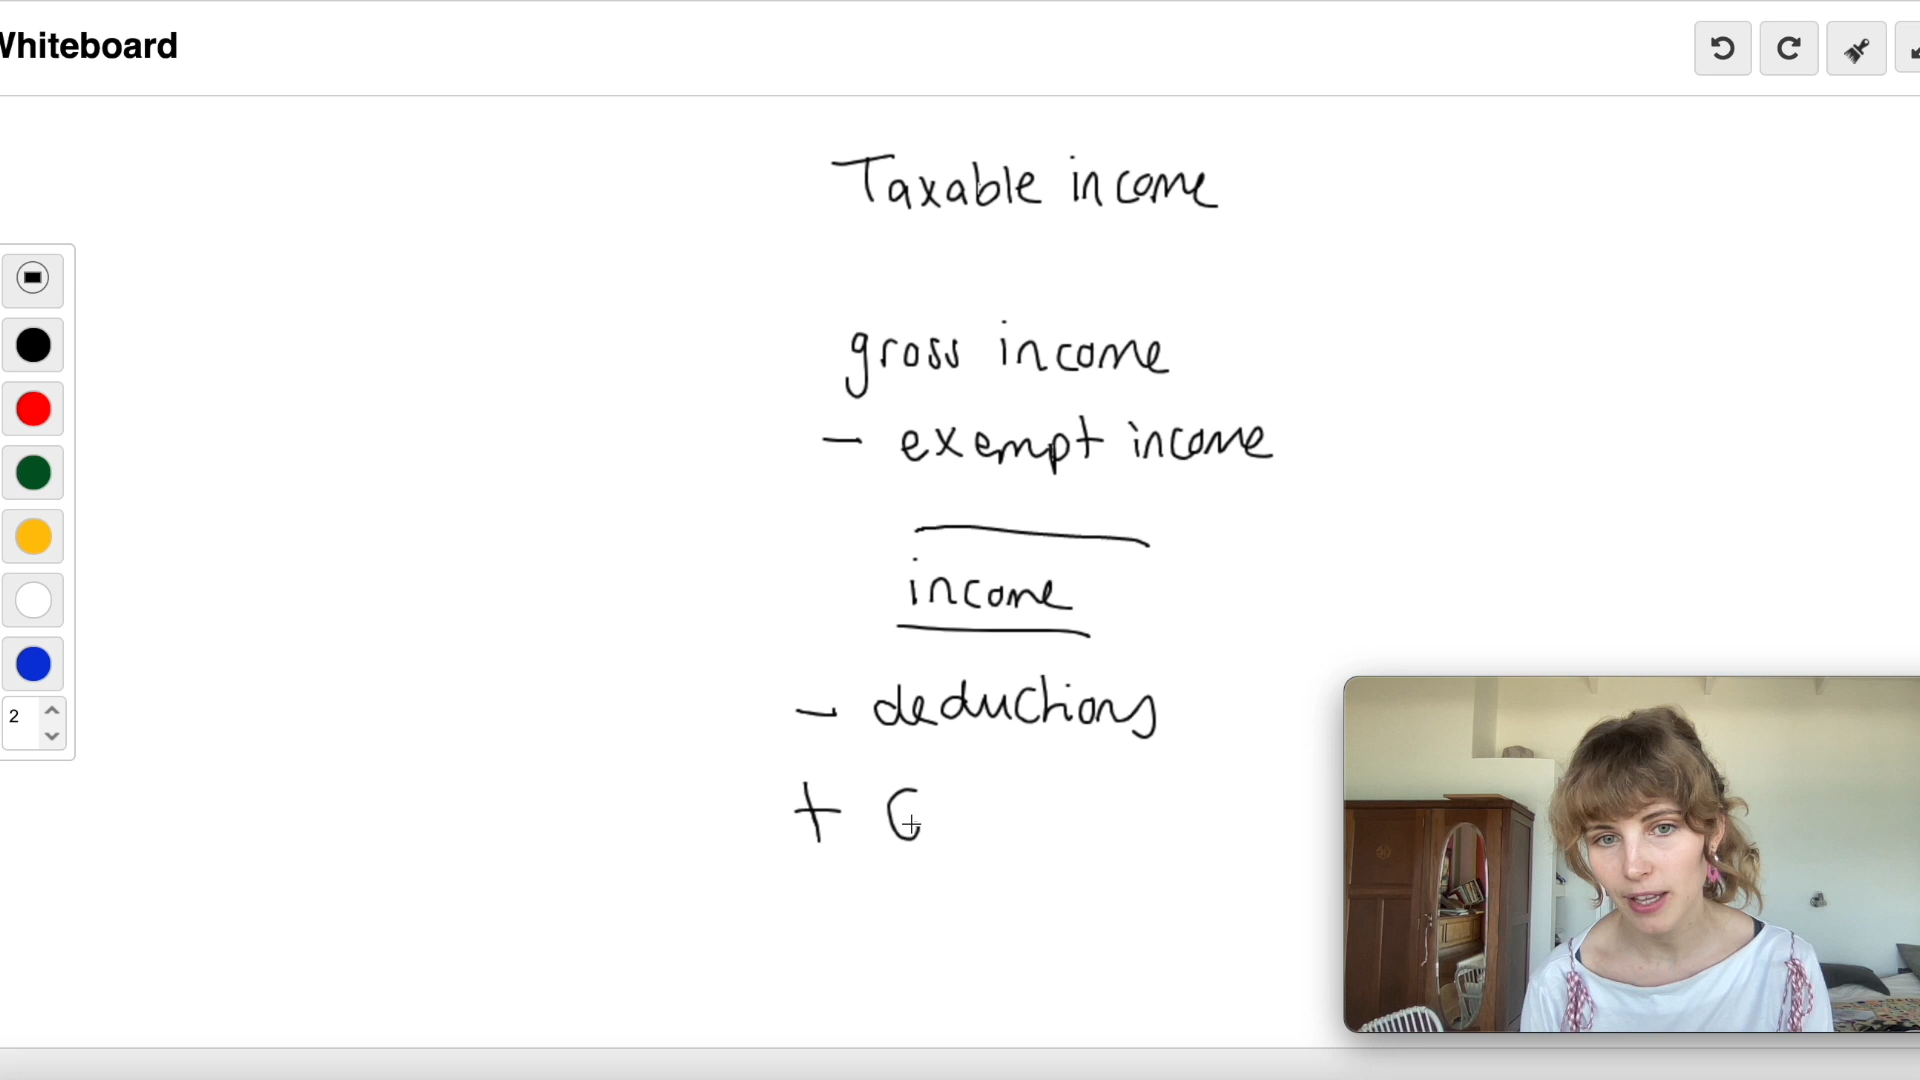 Whiteboard
Taxable income
gross income
– exempt income
income
– deductions
2
+ C